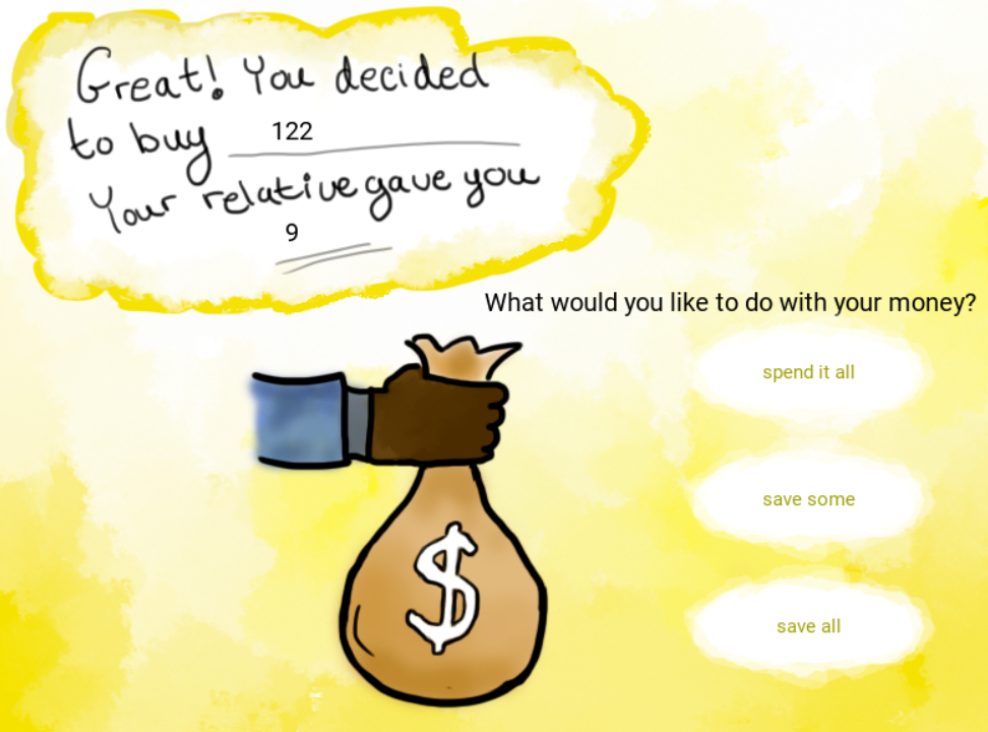 Great! You decided
to buy 122
Your relative gave you
9
What would you like to do with your money?
$
spend it all
save some
save all